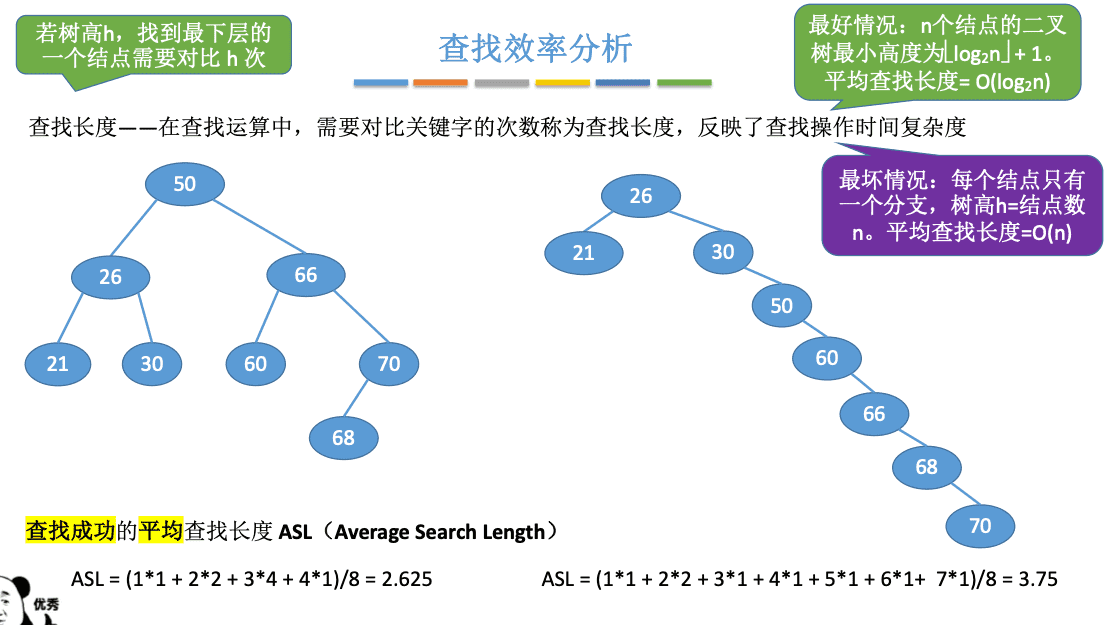 若树高h，找到最下层的
一个结点需要对比 h 次
查找效率分析
最好情况：n个结点的二叉
树最小高度为⌊log₂n⌋ + 1。
平均查找长度= O(log₂n)
查找长度——在查找运算中，需要对比关键字的次数称为查找长度，反映了查找操作时间复杂度
最坏情况：每个结点只有
一个分支，树高h=结点数
n。平均查找长度=O(n)
50
26
66
21
30
60
70
68
26
21
30
50
60
66
68
70
查找成功的平均查找长度 ASL（Average Search Length）
ASL = (1*1 + 2*2 + 3*4 + 4*1)/8 = 2.625
ASL = (1*1 + 2*2 + 3*1 + 4*1 + 5*1 + 6*1+ 7*1)/8 = 3.75
优秀